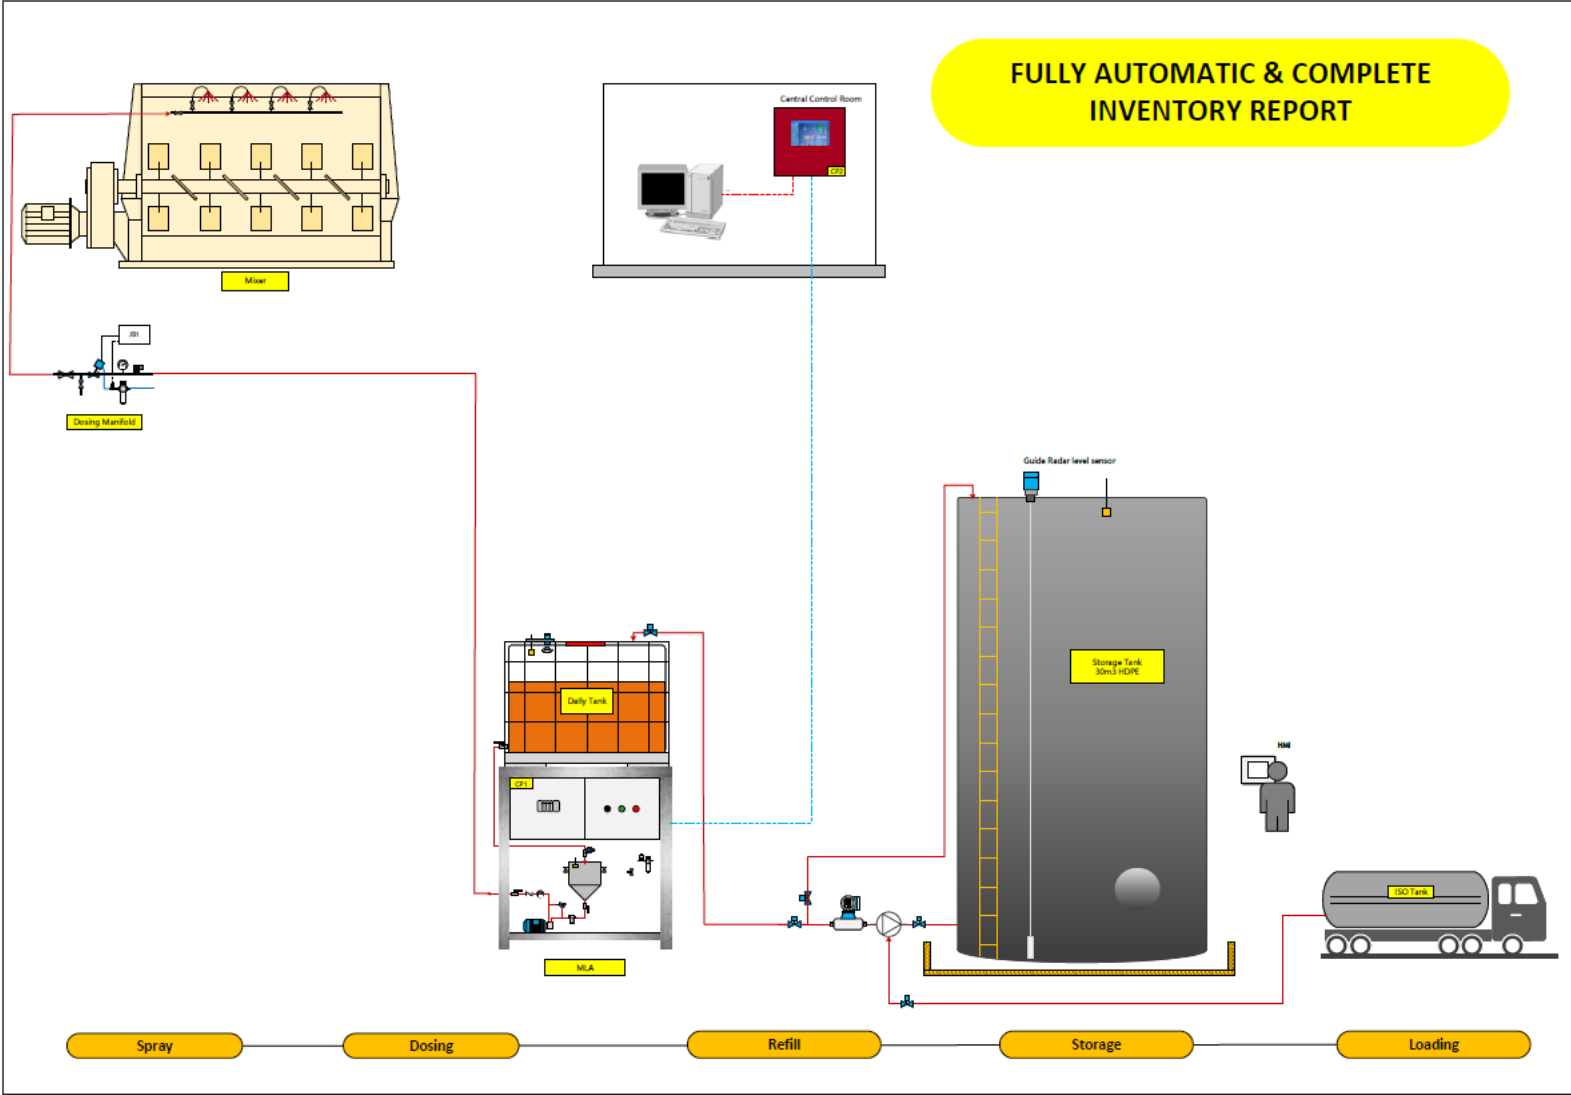 FULLY AUTOMATIC & COMPLETE
INVENTORY REPORT
Central Control Room
CP2
Mixer
JB1
Dosing Manifold
Guide Radar level sensor
Storage Tank
30m3 HDPE
Daily Tank
HMI
CP1
ISO Tank
MLA
Spray
Dosing
Refill
Storage
Loading